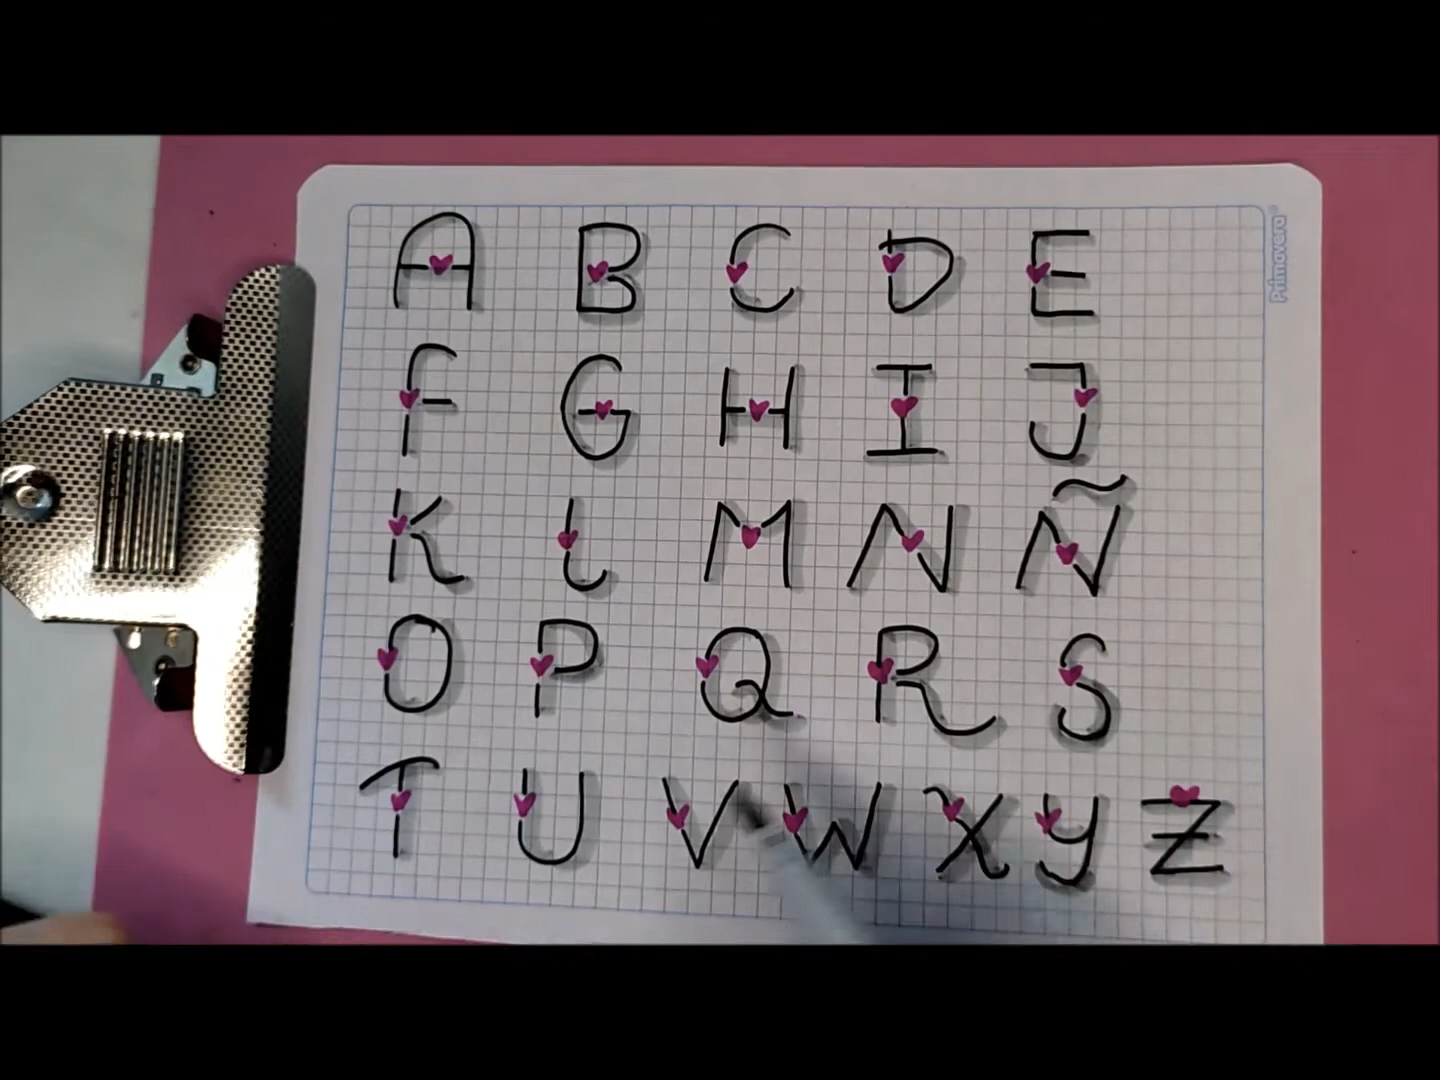 A B C D E
F G H I J
K l M N Ñ
O P Q R S
T U V W X Y Z
Primavera